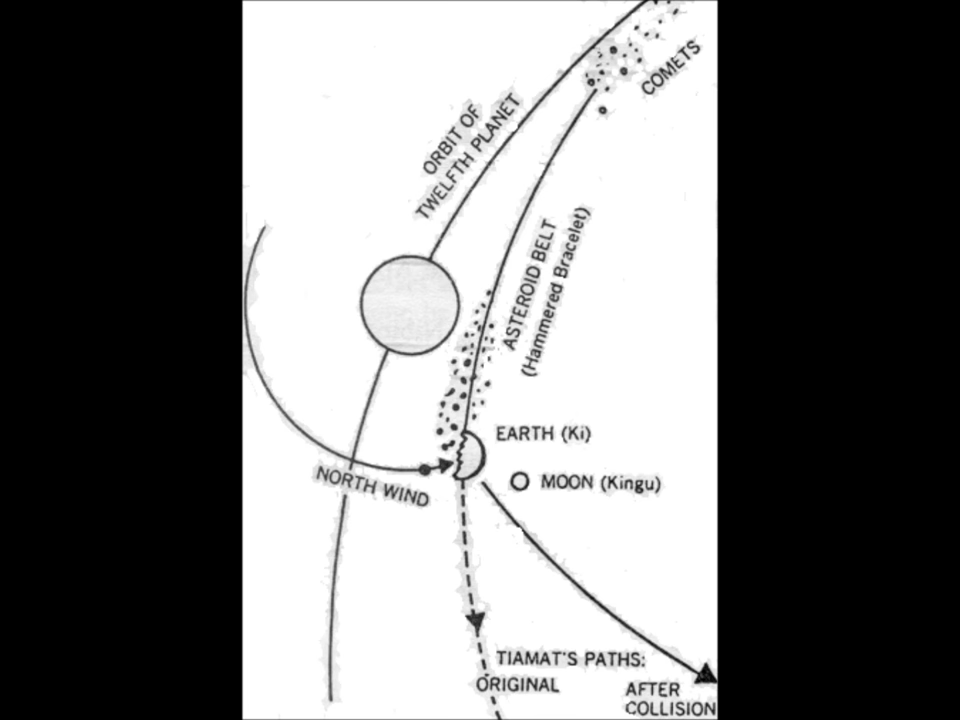 COMETS
ORBIT OF
TWELFTH PLANET
ASTEROID BELT
(Hammered Bracelet)
EARTH (Ki)
MOON (Kingu)
NORTH WIND
TIAMAT'S PATHS:
ORIGINAL
AFTER
COLLISION